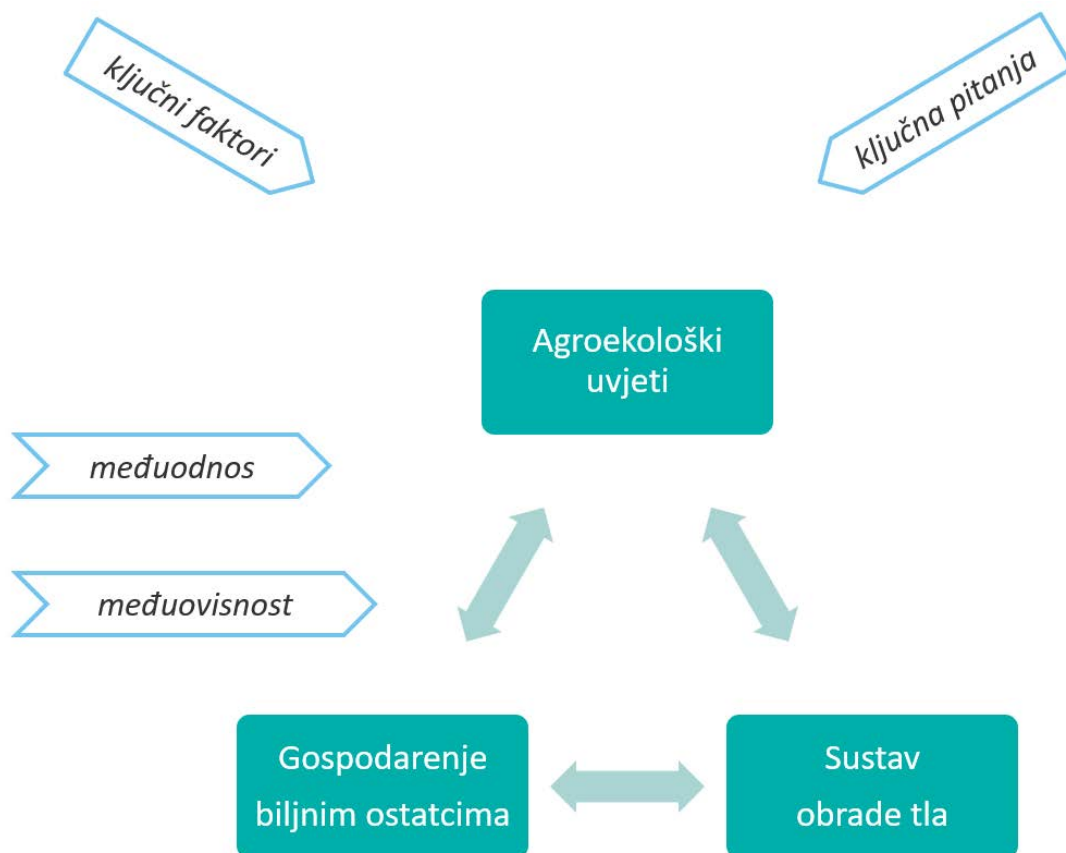 ključni faktori
ključna pitanja
Agroekološki
uvjeti
međuodnos
međuovisnost
Gospodarenje
biljnim ostatcima
Sustav
obrade tla